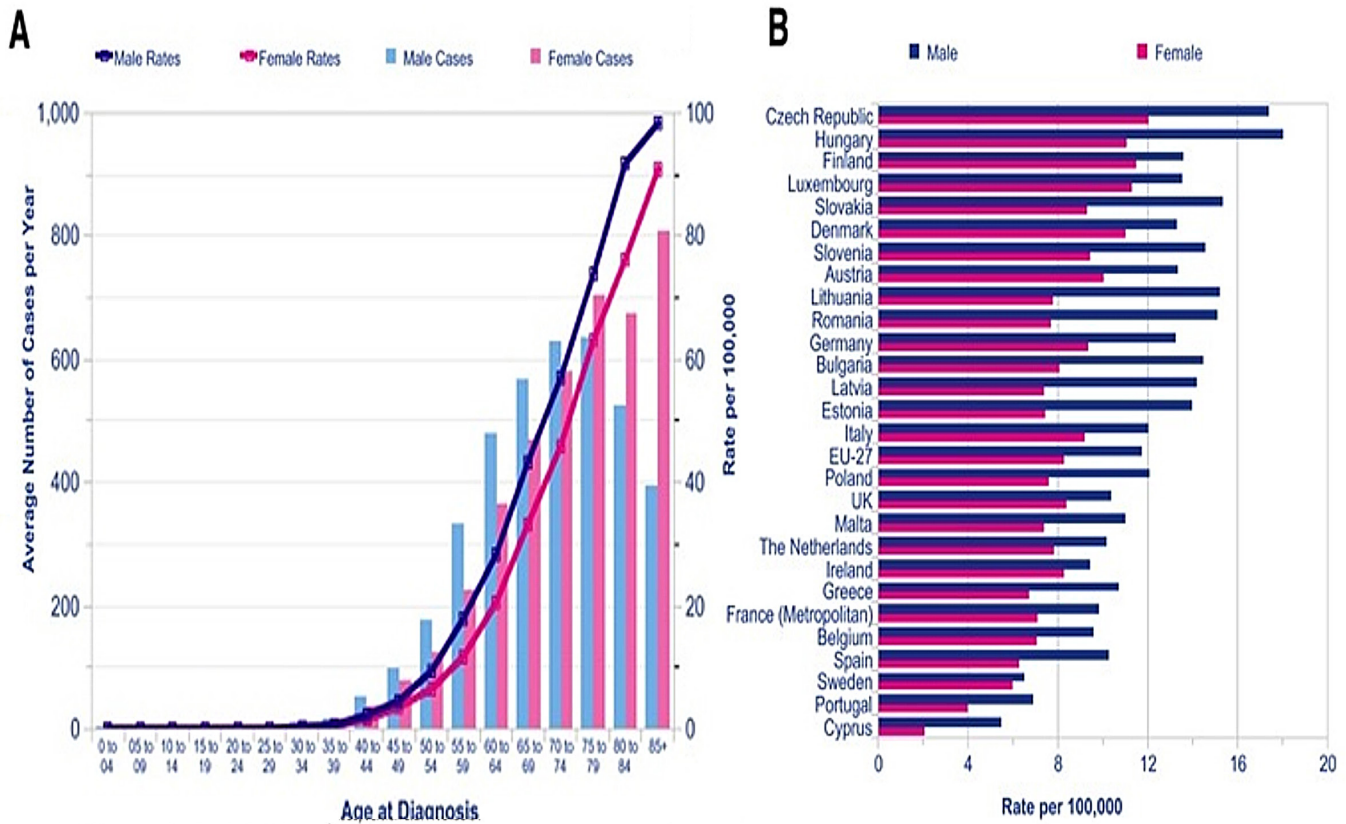 A
Male Rates Female Rates Male Cases Female Cases
1,000
800
600
400
200
0
Average Number of Cases per Year
100
80
60
40
20
0
Rate per 100,000
0 to 04 05 to 09 10 to 14 15 to 19 20 to 24 25 to 29 30 to 34 35 to 39 40 to 44 45 to 49 50 to 54 55 to 59 60 to 64 65 to 69 70 to 74 75 to 79 80 to 84 85+
Age at Diagnosis
B
Male Female
Czech Republic
Hungary
Finland
Luxembourg
Slovakia
Denmark
Slovenia
Austria
Lithuania
Romania
Germany
Bulgaria
Latvia
Estonia
Italy
EU-27
Poland
UK
Malta
The Netherlands
Ireland
Greece
France (Metropolitan)
Belgium
Spain
Sweden
Portugal
Cyprus
0 4 8 12 16 20
Rate per 100,000